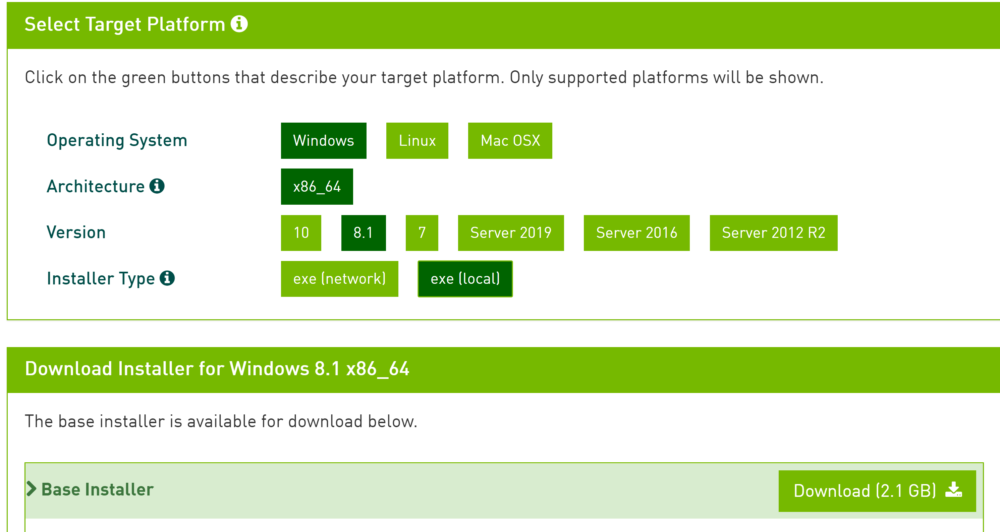 Select Target Platform
Click on the green buttons that describe your target platform. Only supported platforms will be shown.
Operating System Windows Linux Mac OSX
Architecture x86_64
Version 10 8.1 7 Server 2019 Server 2016 Server 2012 R2
Installer Type exe (network) exe (local)
Download Installer for Windows 8.1 x86_64
The base installer is available for download below.
Base Installer Download (2.1 GB)